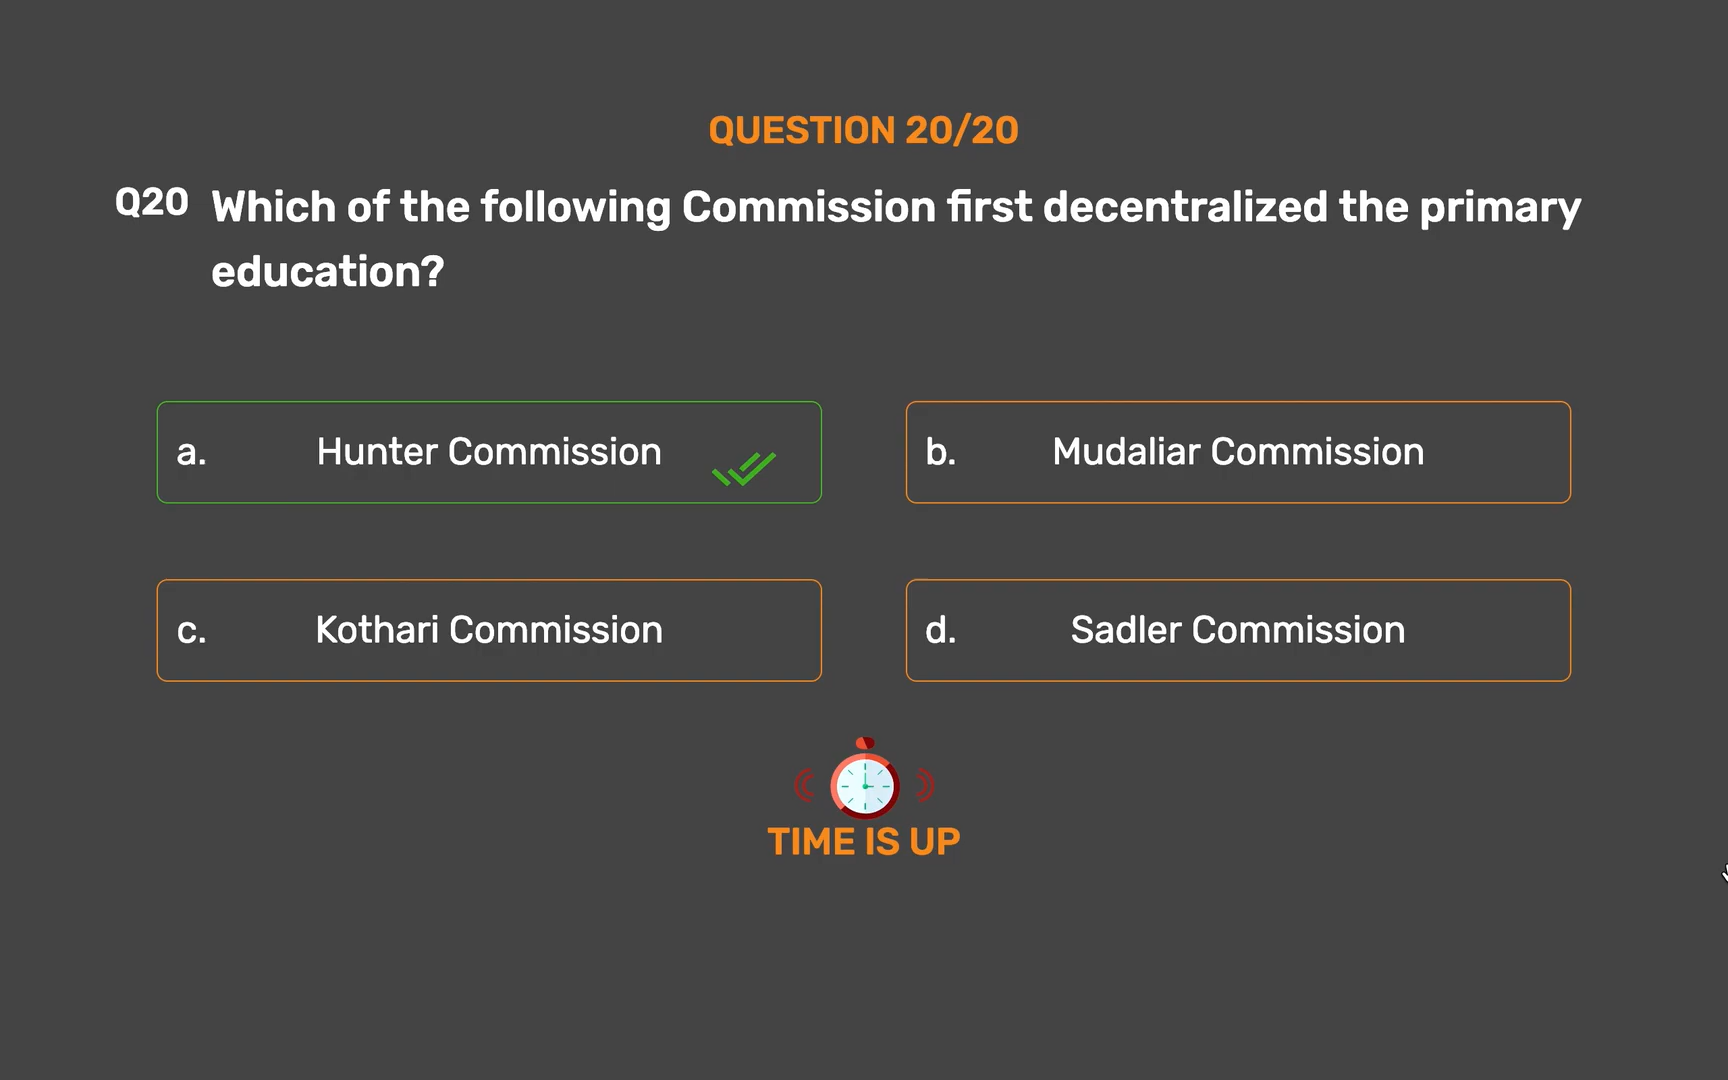 QUESTION 20/20
Q20 Which of the following Commission first decentralized the primary
education?
a. Hunter Commission
b. Mudaliar Commission
c. Kothari Commission
d. Sadler Commission
TIME IS UP